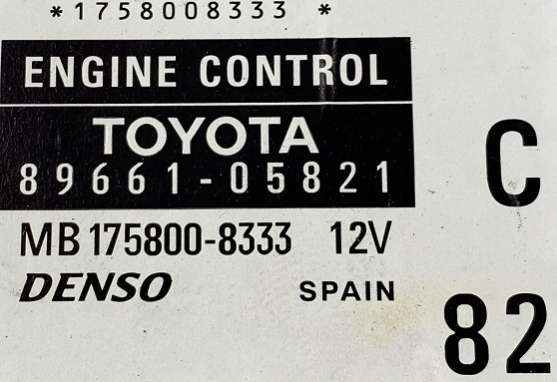 *1758008333 *
ENGINE CONTROL
TOYOTA
89661-05821
C
MB 175800-8333 12V
DENSO SPAIN
82